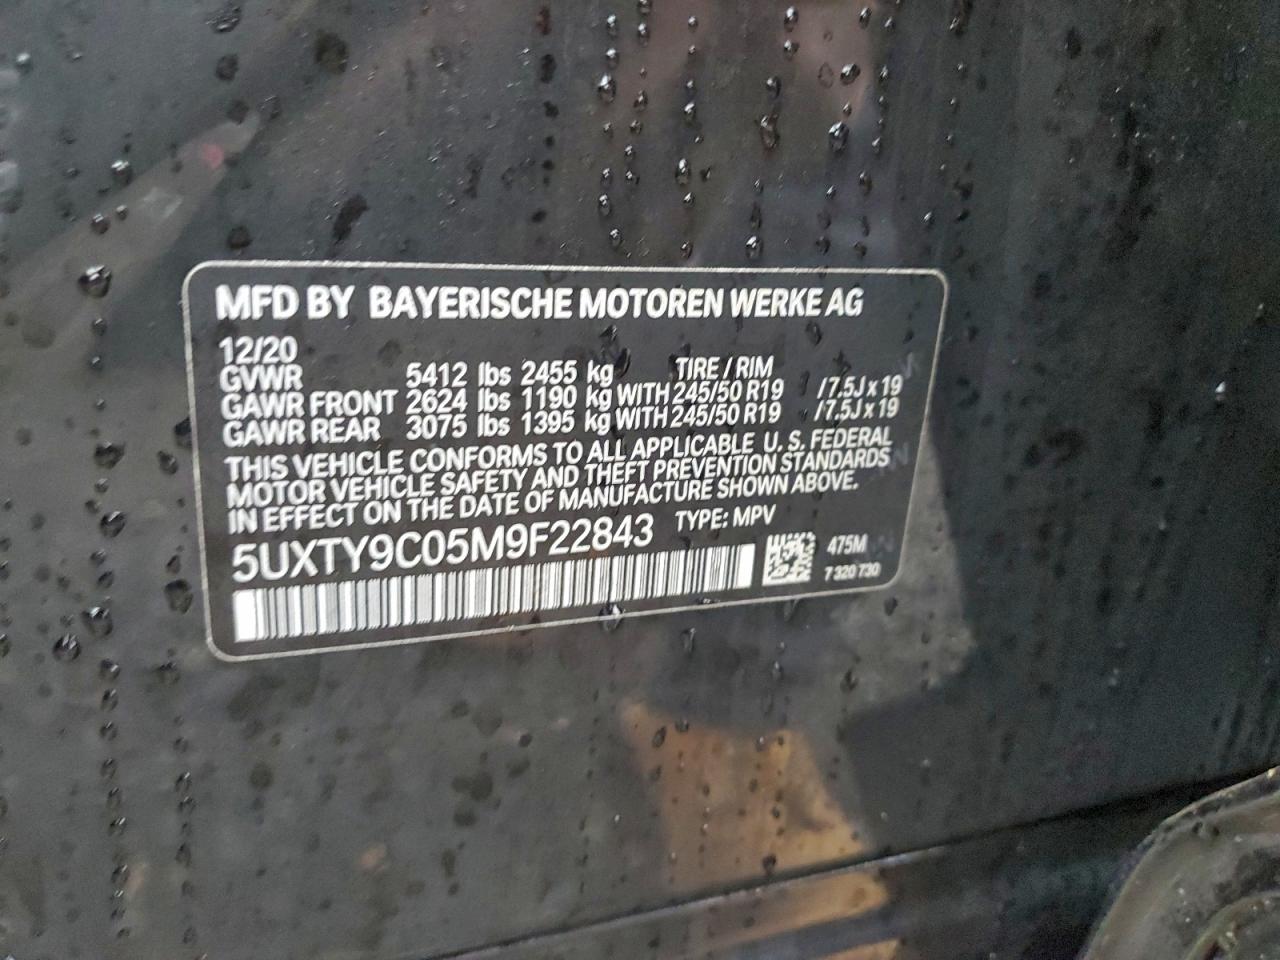 MFD BY BAYERISCHE MOTOREN WERKE AG
12/20
GVWR 5412 lbs 2455 kg TIRE / RIM
GAWR FRONT 2624 lbs 1190 kg WITH 245/50 R19 /7.5J x 19
GAWR REAR 3075 lbs 1395 kg WITH 245/50 R19 /7.5J x 19
THIS VEHICLE CONFORMS TO ALL APPLICABLE U. S. FEDERAL
MOTOR VEHICLE SAFETY AND THEFT PREVENTION STANDARDS
IN EFFECT ON THE DATE OF MANUFACTURE SHOWN ABOVE.
5UXTY9C05M9F22843 TYPE: MPV
475M
7 320 730